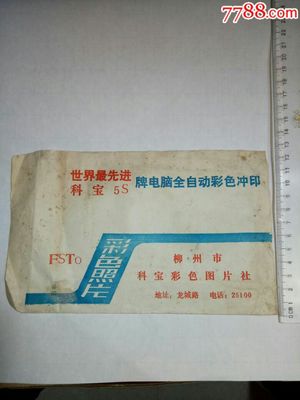 7788.com
世界最先进
科宝5S
牌电脑全自动彩色冲印
FSTO
彩色照片
柳州市
科宝彩色图片社
地址：龙城路 电话：25100